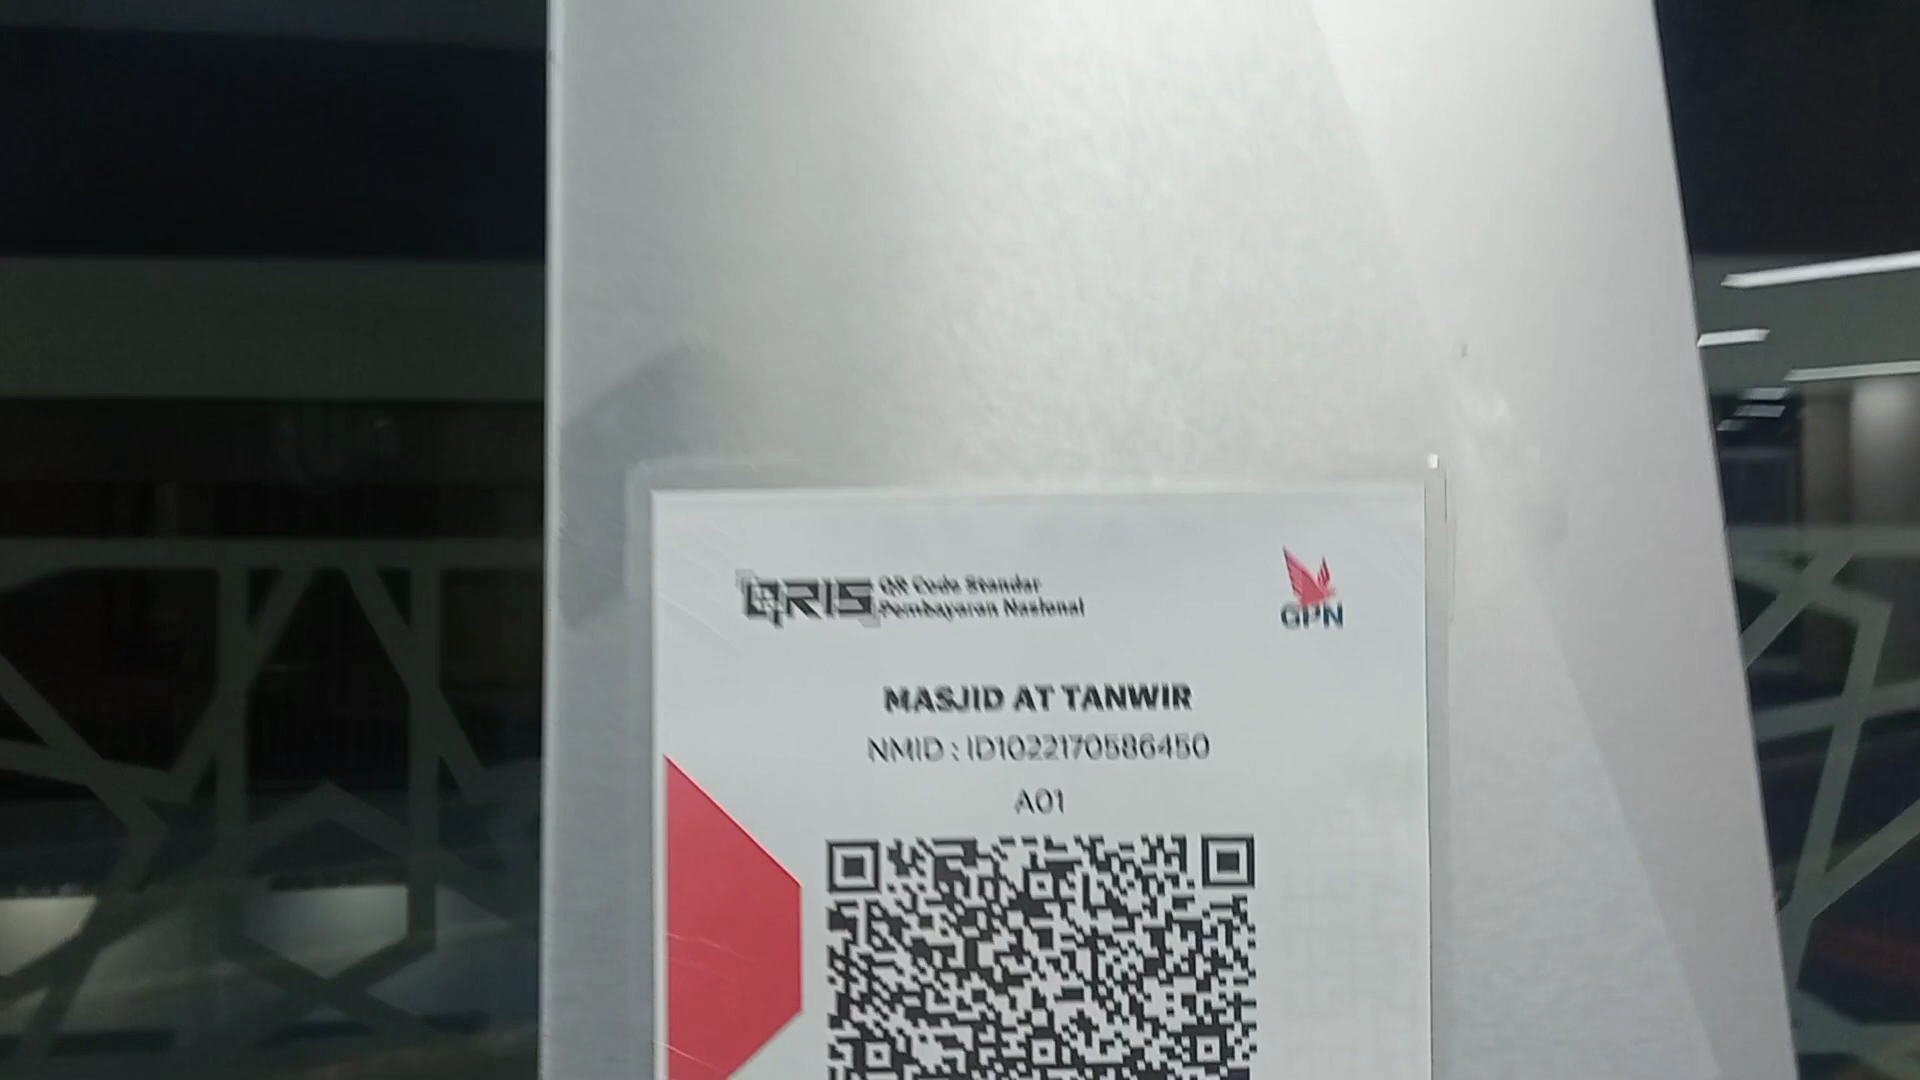 QRIS QR Code Standar
Pembayaran Nasional
GPN
MASJID AT TANWIR
NMID : ID1022170586450
A01